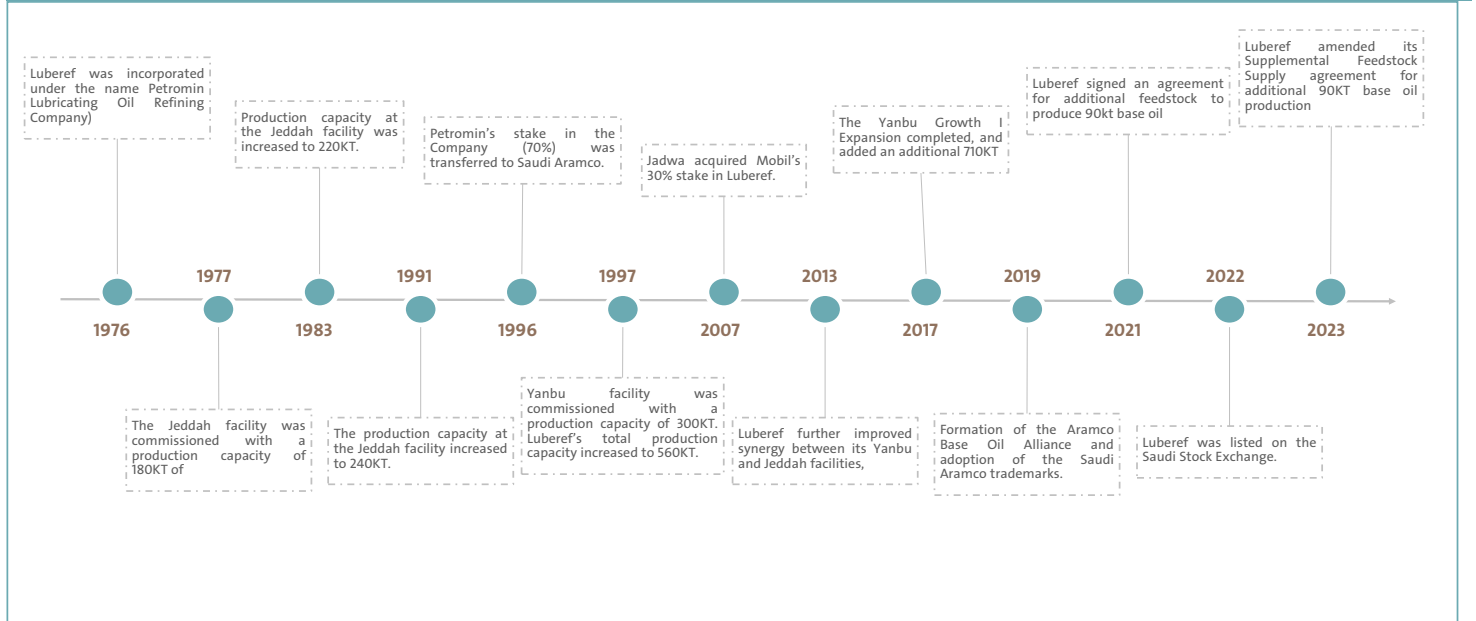 Luberef was incorporated
under the name Petromin
Lubricating Oil Refining
Company)
Production capacity at
the Jeddah facility was
increased to 220KT.
Petromin's stake in the
Company (70%) was
transferred to Saudi Aramco.
Jadwa acquired Mobil's
30% stake in Luberef.
The Yanbu Growth I
Expansion completed, and
added an additional 710KT
Luberef signed an agreement
for additional feedstock to
produce 90kt base oil
Luberef amended its
Supplemental Feedstock
Supply agreement for
additional 90KT base oil
production
1977
1991
1997
2013
2019
2022
1976
1983
1996
2007
2017
2021
2023
The Jeddah facility was
commissioned with a
production capacity of
180KT of
The production capacity at
the Jeddah facility increased
to 240KT.
Yanbu facility was
commissioned with a
production capacity of 300KT.
Luberef's total production
capacity increased to 560KT.
Luberef further improved
synergy between its Yanbu
and Jeddah facilities,
Formation of the Aramco
Base Oil Alliance and
adoption of the Saudi
Aramco trademarks.
Luberef was listed on the
Saudi Stock Exchange.